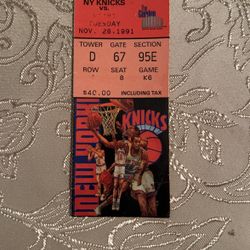 NY KNICKS
VS.
TUESDAY
NOV. 26, 1991
TOWER GATE SECTION
D 67 95E
ROW SEAT GAME
8 K6
$40.00 INCLUDING TAX
NEW YORK
KNICKS